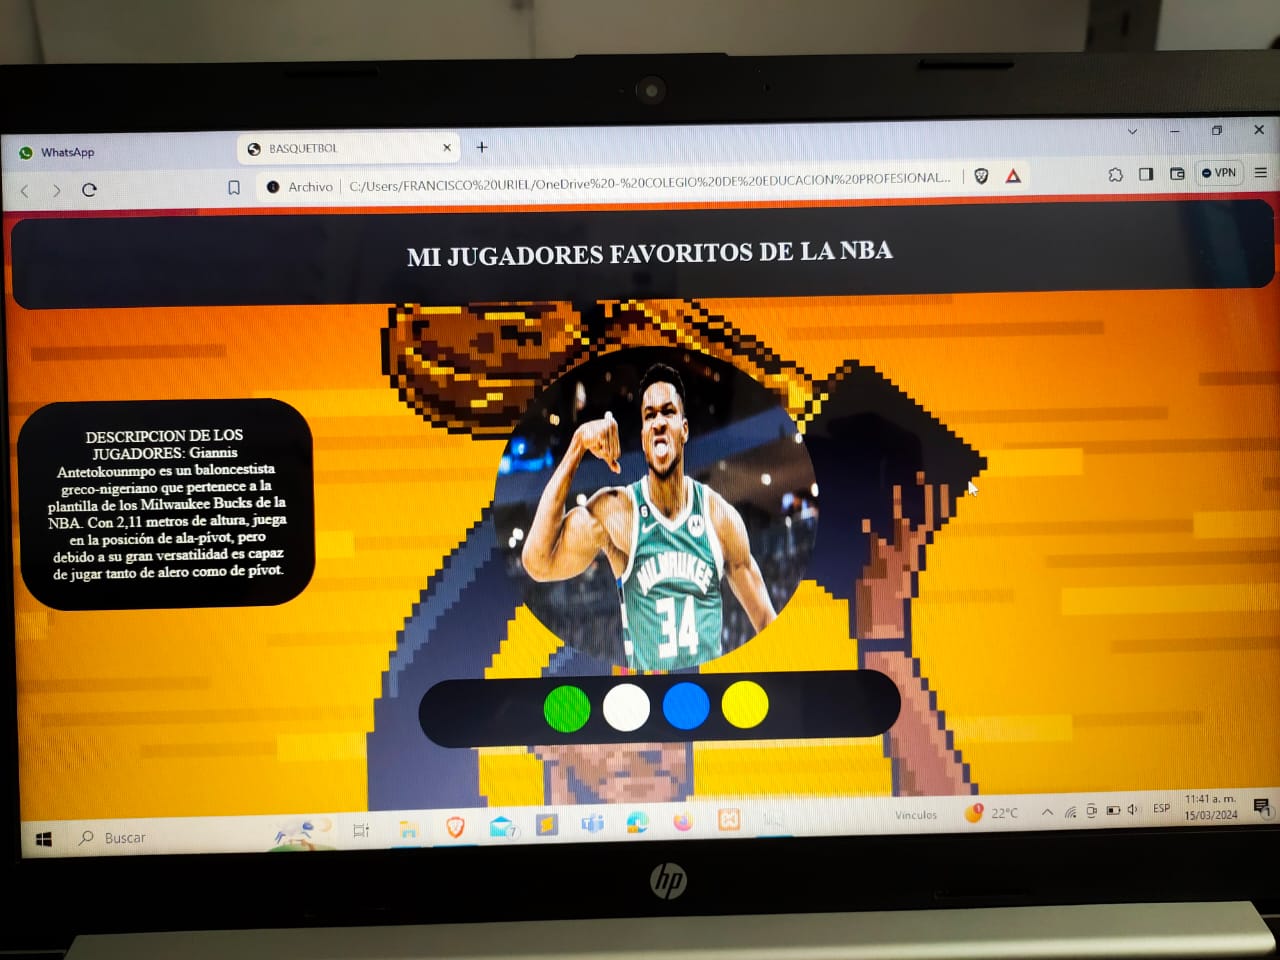 WhatsApp
BASQUETBOL
Archivo
C:/Users/FRANCISCO%20URIEL/OneDrive%20-%20COLEGIO%20DE%20EDUCACION%20PROFESIONAL...
VPN
MI JUGADORES FAVORITOS DE LA NBA
DESCRIPCION DE LOS
JUGADORES: Giannis
Antetokounmpo es un baloncestista
greco-nigeriano que pertenece a la
plantilla de los Milwaukee Bucks de la
NBA. Con 2,11 metros de altura, juega
en la posición de ala-pívot, pero
debido a su gran versatilidad es capaz
de jugar tanto de alero como de pívot.
6
MILWAUKEE
34
Buscar
7
Vínculos
1
22°C
ESP
11:41 a. m.
15/03/2024
1
hp